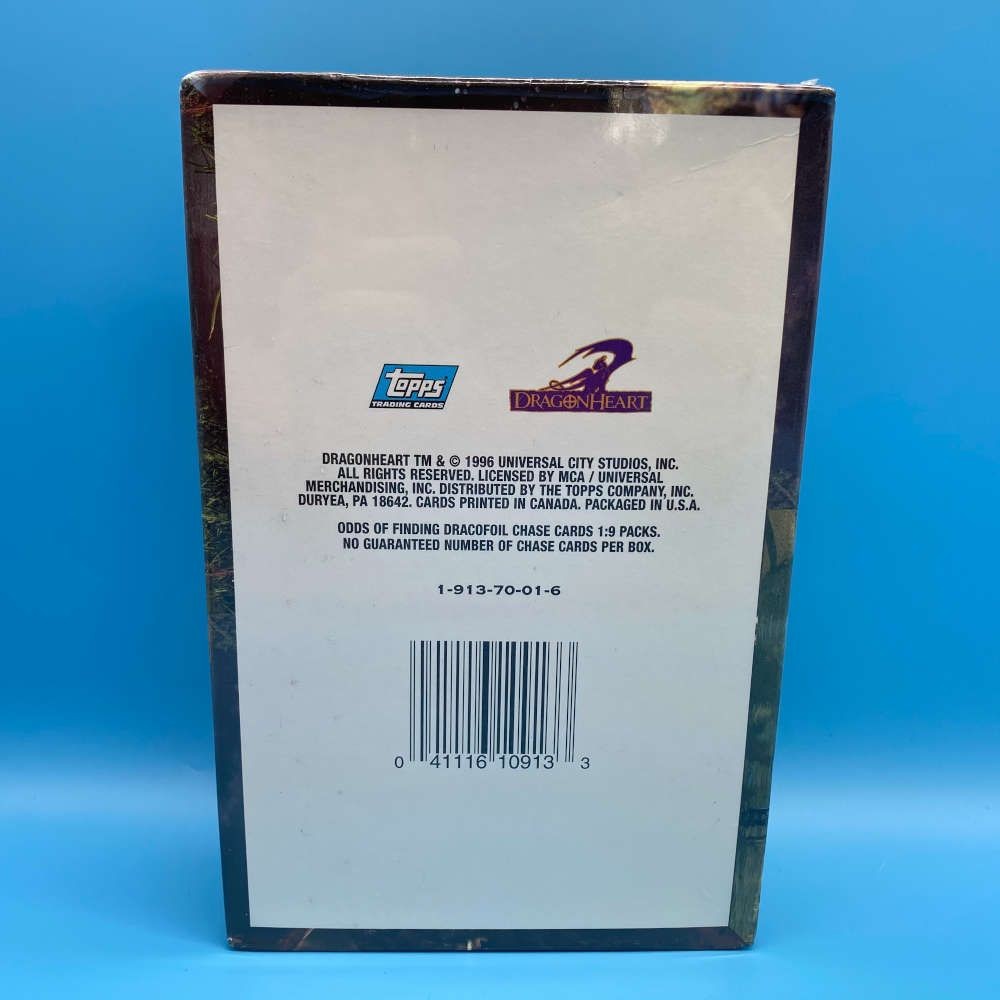 Topps
TRADING CARDS
DRAGONHEART
DRAGONHEART TM & © 1996 UNIVERSAL CITY STUDIOS, INC.
ALL RIGHTS RESERVED. LICENSED BY MCA / UNIVERSAL
MERCHANDISING, INC. DISTRIBUTED BY THE TOPPS COMPANY, INC.
DURYEA, PA 18642. CARDS PRINTED IN CANADA. PACKAGED IN U.S.A.
ODDS OF FINDING DRACOFOIL CHASE CARDS 1:9 PACKS.
NO GUARANTEED NUMBER OF CHASE CARDS PER BOX.
1-913-70-01-6
0 41116 10913 3